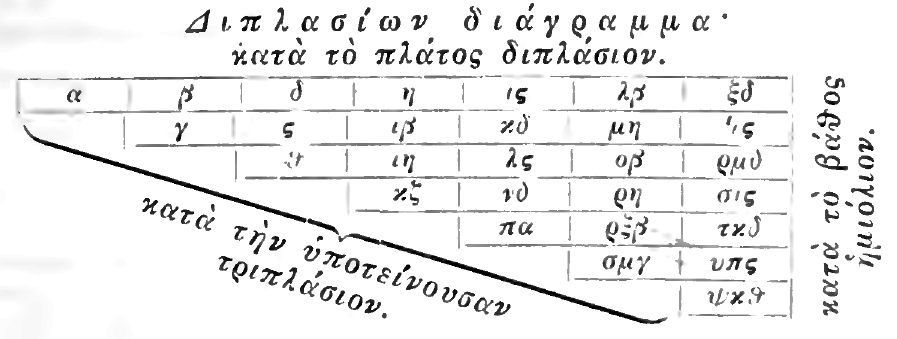 Διπλασίων διάγραμμα·
κατὰ τὸ πλάτος διπλάσιον.
α β δ η ις λβ ξδ
γ ς ιβ κδ μη ϟς
θ ιη λς οβ ρμδ
κζ νδ ρη σις
πα ρξβ τκδ
σμγ υπς
ψκθ
κατὰ τὴν ὑποτείνουσαν
τριπλάσιον.
κατὰ τὸ βάθος
ἡμιόλιον.